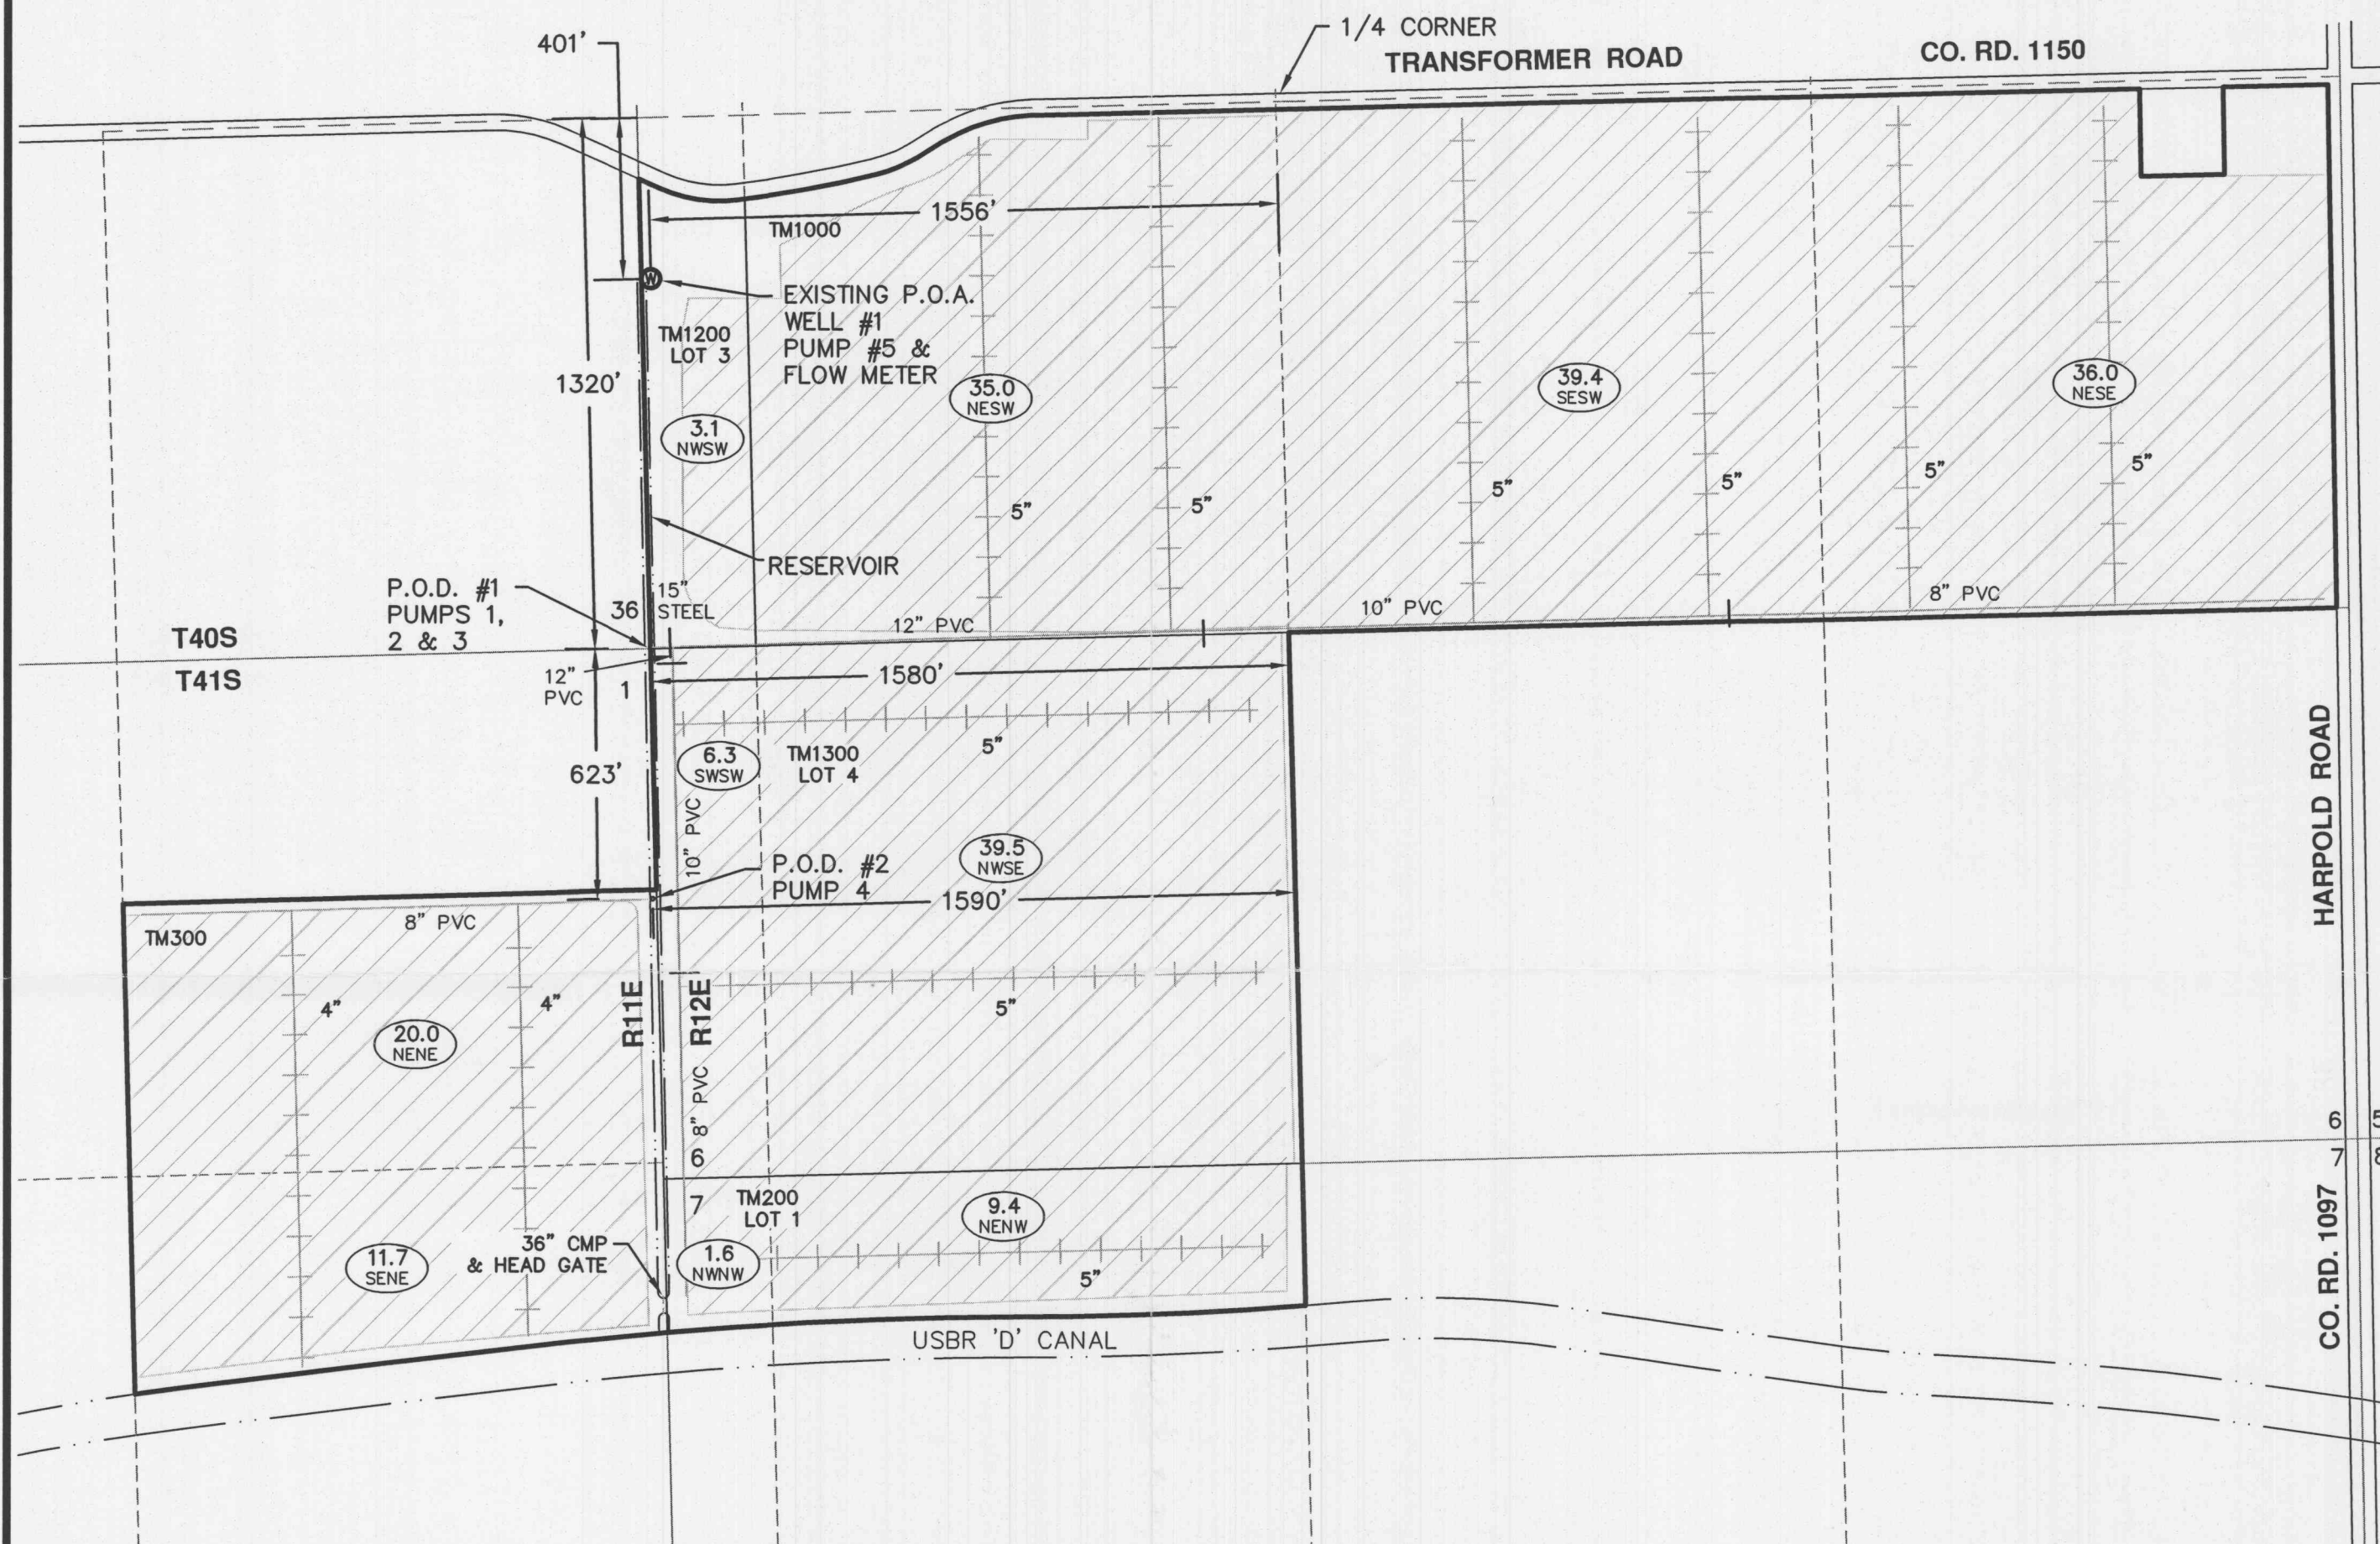 1/4 CORNER
401'
TRANSFORMER ROAD
CO. RD. 1150
1556'
TM1000
W
EXISTING P.O.A.
WELL #1
PUMP #5 &
FLOW METER
TM1200
LOT 3
1320'
35.0
NESW
39.4
SESW
36.0
NESE
3.1
NWSW
5"
5"
5"
5"
5"
5"
RESERVOIR
P.O.D. #1
PUMPS 1,
2 & 3
36
15"
STEEL
12" PVC
10" PVC
8" PVC
T40S
T41S
12"
PVC
1
1580'
5"
6.3
SWSW
TM1300
LOT 4
623'
10" PVC
39.5
NWSE
P.O.D. #2
PUMP 4
1590'
HARPOLD ROAD
8" PVC
TM300
4"
4"
R11E
R12E
5"
20.0
NENE
8" PVC
6
7
6
5
7
8
TM200
LOT 1
9.4
NENW
36" CMP
& HEAD GATE
11.7
SENE
1.6
NWNW
5"
CO. RD. 1097
USBR 'D' CANAL